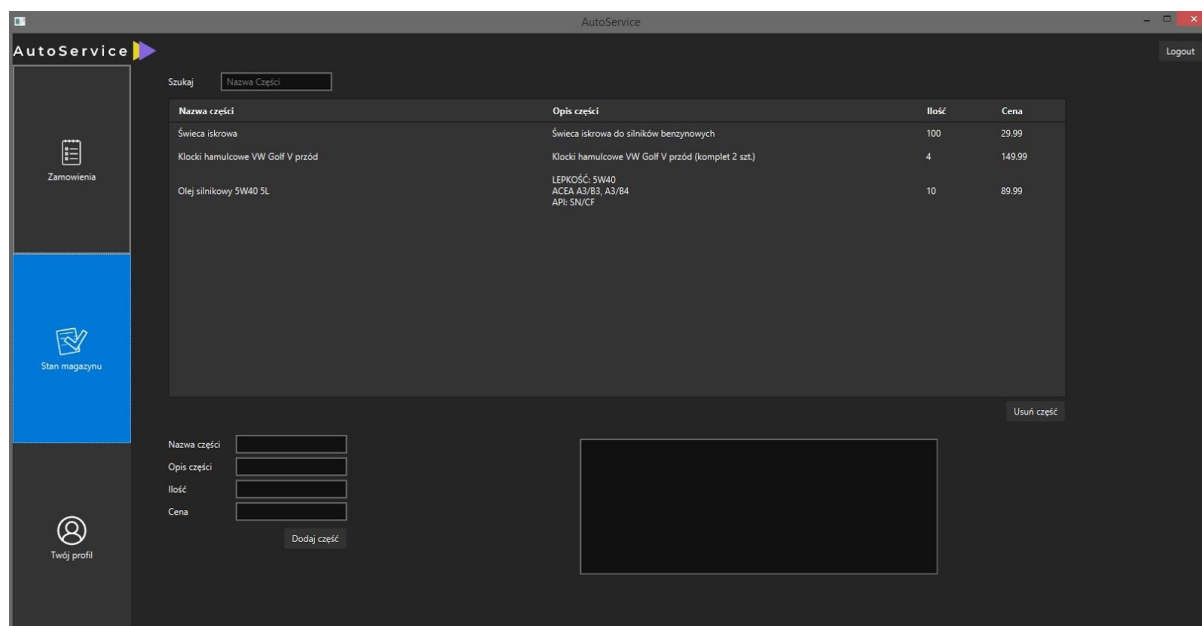 AutoService
AutoService
Logout
Zamowienia
Stan magazynu
Twój profil
Szukaj Nazwa Części
Nazwa części Opis części Ilość Cena
Świeca iskrowa Świeca iskrowa do silników benzynowych 100 29.99
Klocki hamulcowe VW Golf V przód Klocki hamulcowe VW Golf V przód (komplet 2 szt.) 4 149.99
Olej silnikowy 5W40 5L LEPKOŚĆ: 5W40
ACEA A3/B3, A3/B4 10 89.99
API: SN/CF
Usuń część
Nazwa części
Opis części
Ilość
Cena
Dodaj część